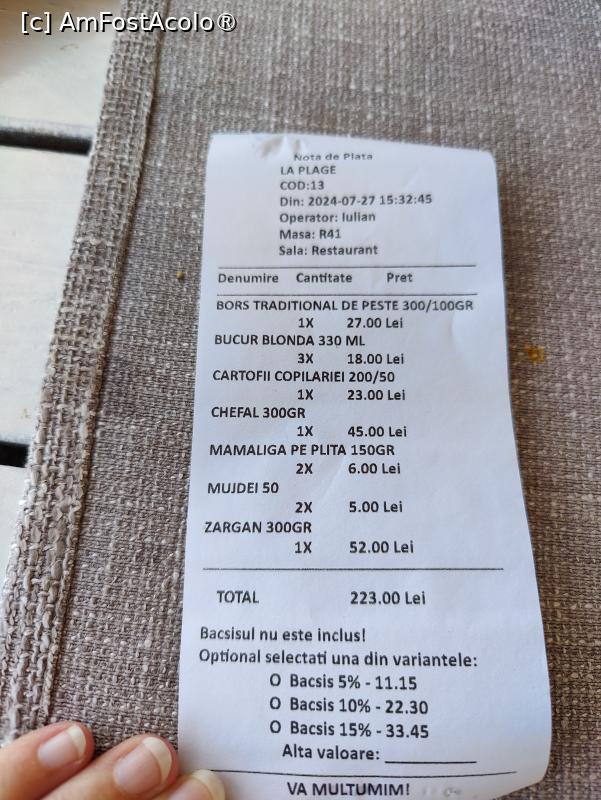 [c] AmFostAcolo®
Nota de Plata
LA PLAGE
COD:13
Din: 2024-07-27 15:32:45
Operator: Iulian
Masa: R41
Sala: Restaurant
Denumire Cantitate Pret
BORS TRADITIONAL DE PESTE 300/100GR
1X 27.00 Lei
BUCUR BLONDA 330 ML
3X 18.00 Lei
CARTOFII COPILARIEI 200/50
1X 23.00 Lei
CHEFAL 300GR
1X 45.00 Lei
MAMALIGA PE PLITA 150GR
2X 6.00 Lei
MUJDEI 50
2X 5.00 Lei
ZARGAN 300GR
1X 52.00 Lei
TOTAL 223.00 Lei
Bacsisul nu este inclus!
Optional selectati una din variantele:
O Bacsis 5% - 11.15
O Bacsis 10% - 22.30
O Bacsis 15% - 33.45
Alta valoare: ___________
VA MULTUMIM!